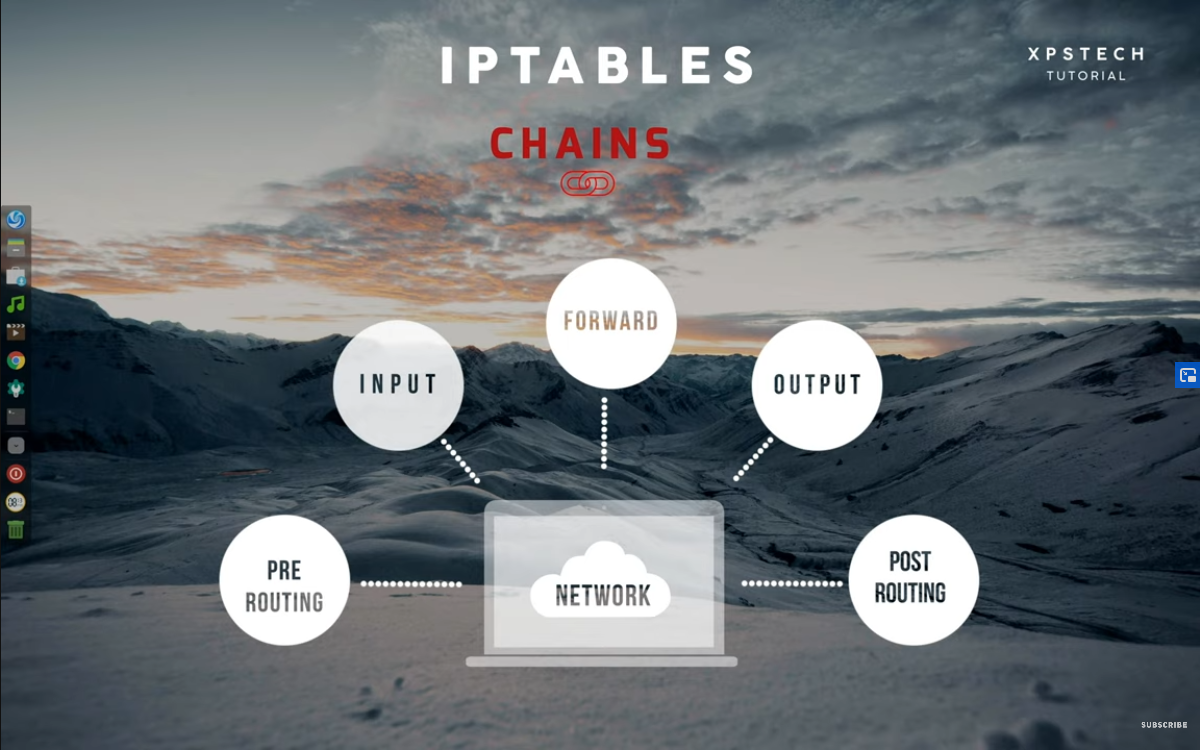 IPTABLES
XPSTECH
TUTORIAL
CHAINS
FORWARD
INPUT
OUTPUT
PRE
ROUTING
NETWORK
POST
ROUTING
SUBSCRIBE